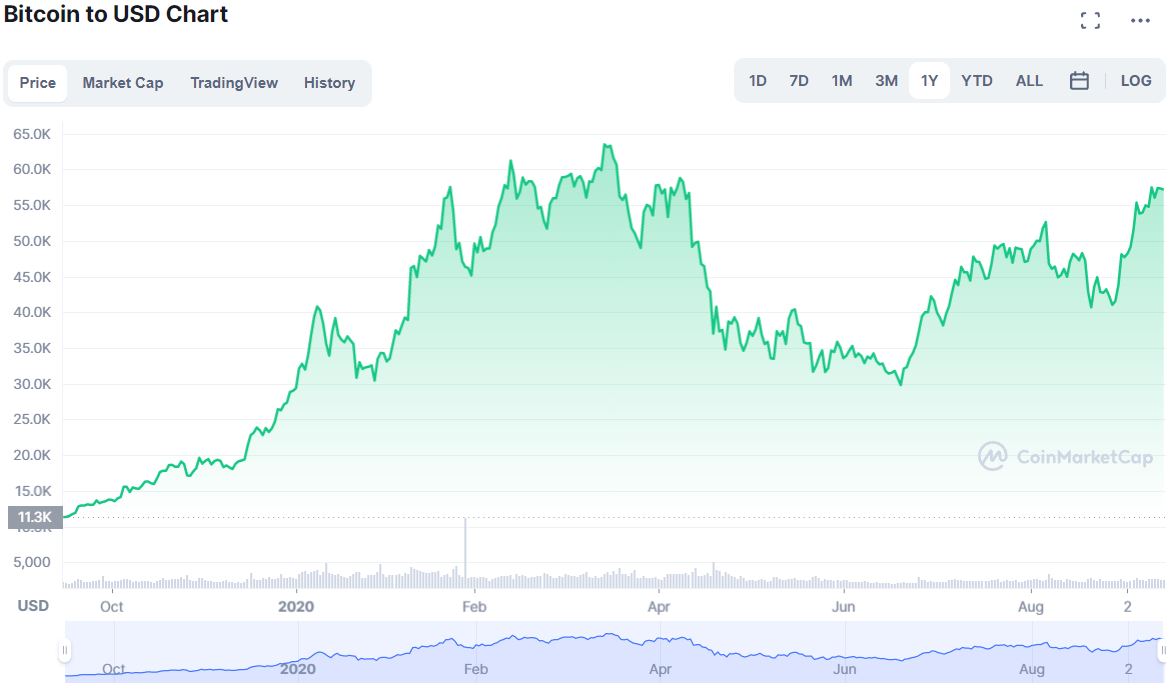 Bitcoin to USD Chart
Price Market Cap TradingView History
1D 7D 1M 3M 1Y YTD ALL LOG
65.0K
60.0K
55.0K
50.0K
45.0K
40.0K
35.0K
30.0K
25.0K
20.0K
CoinMarketCap
15.0K
11.3K
5,000
USD Oct 2020 Feb Apr Jun Aug 2
Oct 2020 Feb Apr Jun Aug 2